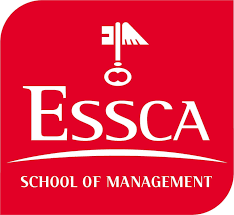 ESSCA
SCHOOL OF MANAGEMENT